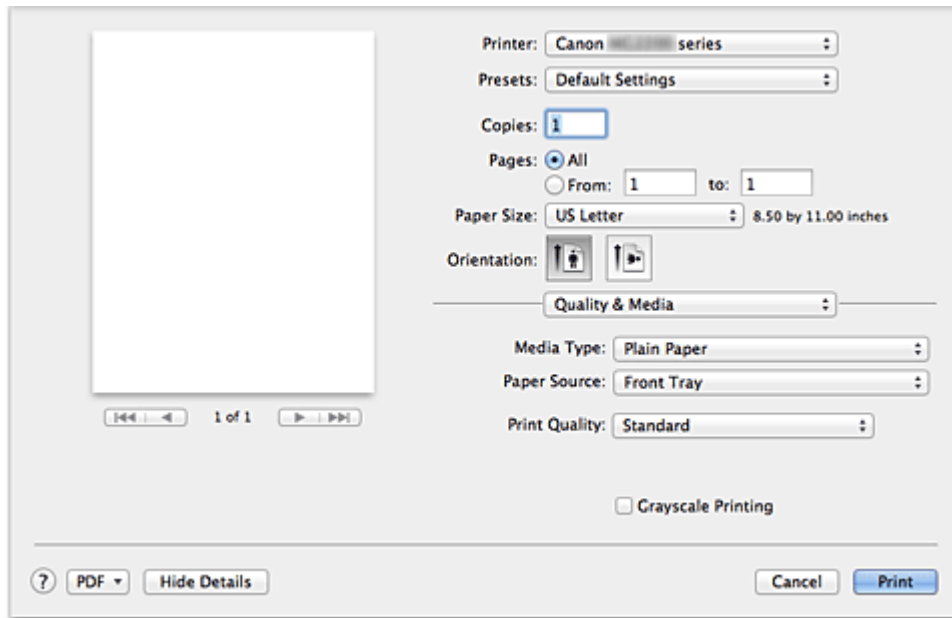 Printer: Canon series
Presets: Default Settings
Copies: 1
Pages: All
From: 1 to: 1
Paper Size: US Letter 8.50 by 11.00 inches
Orientation:
Quality & Media
Media Type: Plain Paper
Paper Source: Front Tray
1 of 1
Print Quality: Standard
Grayscale Printing
? PDF Hide Details Cancel Print